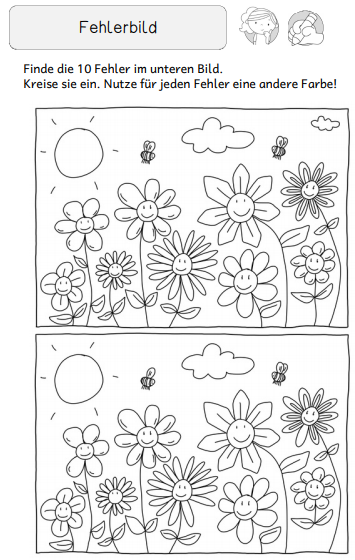 Fehlerbild
Finde die 10 Fehler im unteren Bild.
Kreise sie ein. Nutze für jeden Fehler eine andere Farbe!